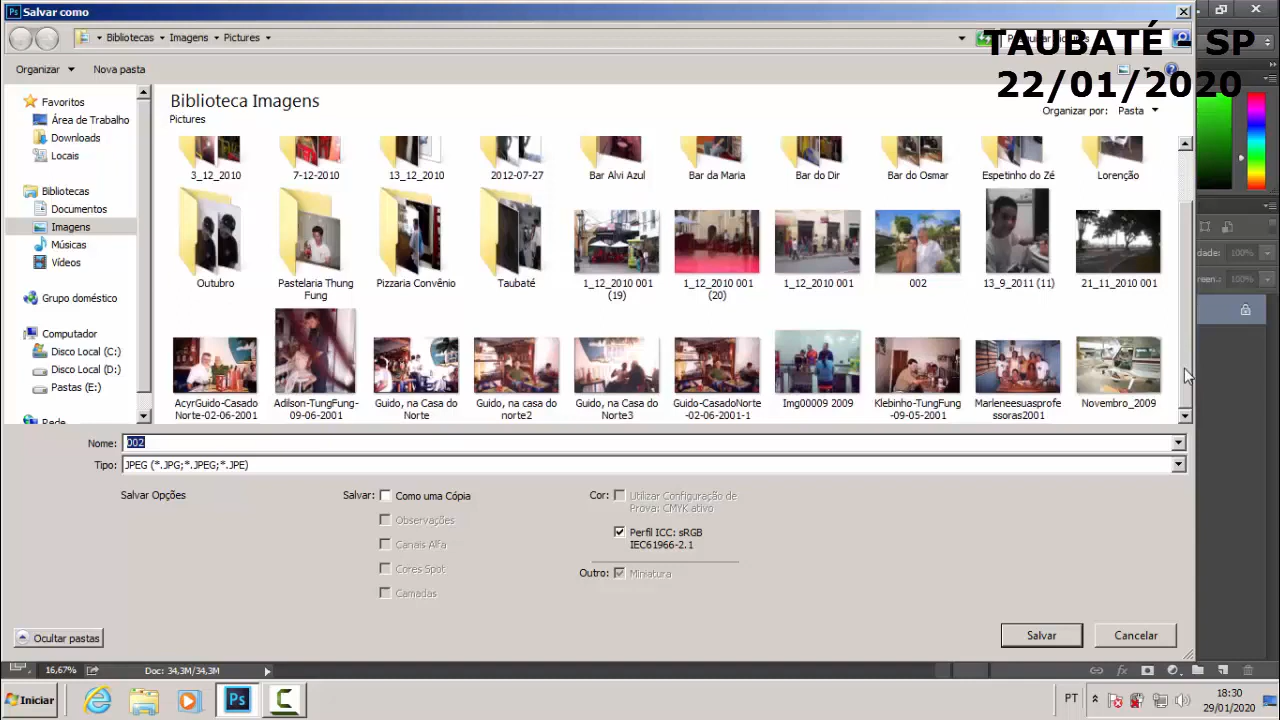 Salvar como
Bibliotecas
Imagens
Pictures
TAUBATÉ - SP
22/01/2020
Organizar
Nova pasta
Favoritos
Área de Trabalho
Downloads
Locais
Bibliotecas
Documentos
Imagens
Músicas
Vídeos
Grupo doméstico
Computador
Disco Local (C:)
Disco Local (D:)
Pastas (E:)
Rede
Biblioteca Imagens
Pictures
Organizar por: Pasta
3_12_2010
7-12-2010
13_12_2010
2012-07-27
Bar Alvi Azul
Bar da Maria
Bar do Dir
Bar do Osmar
Espetinho do Zé
Lorenção
Outubro
Pastelaria Thung
Fung
Pizzaria Convênio
Taubaté
1_12_2010 001
(19)
1_12_2010 001
(20)
1_12_2010 001
002
13_9_2011 (11)
21_11_2010 001
AcyrGuido-Casado
Norte-02-06-2001
Adilson-TungFung-
09-06-2001
Guido, na Casa do
Norte
Guido, na casa do
norte2
Guido, na Casa do
Norte3
Guido-CasadoNorte
-02-06-2001-1
Img00009 2009
Klebinho-TungFung
-09-05-2001
Marleneesuasprofe
ssoras2001
Novembro_2009
Nome: 002
Tipo: JPEG (*.JPG;*.JPEG;*.JPE)
Salvar Opções
Salvar: Como uma Cópia
Observações
Canais Alfa
Cores Spot
Camadas
Cor: Utilizar Configuração de
Prova: CMYK ativo
Perfil ICC: sRGB
IEC61966-2.1
Outro: Miniatura
Ocultar pastas
Salvar
Cancelar
dade: 100%
reen: 100%
16,67%
Doc: 34,3M/34,3M
fx
Iniciar
Ps
PT
18:30
29/01/2020